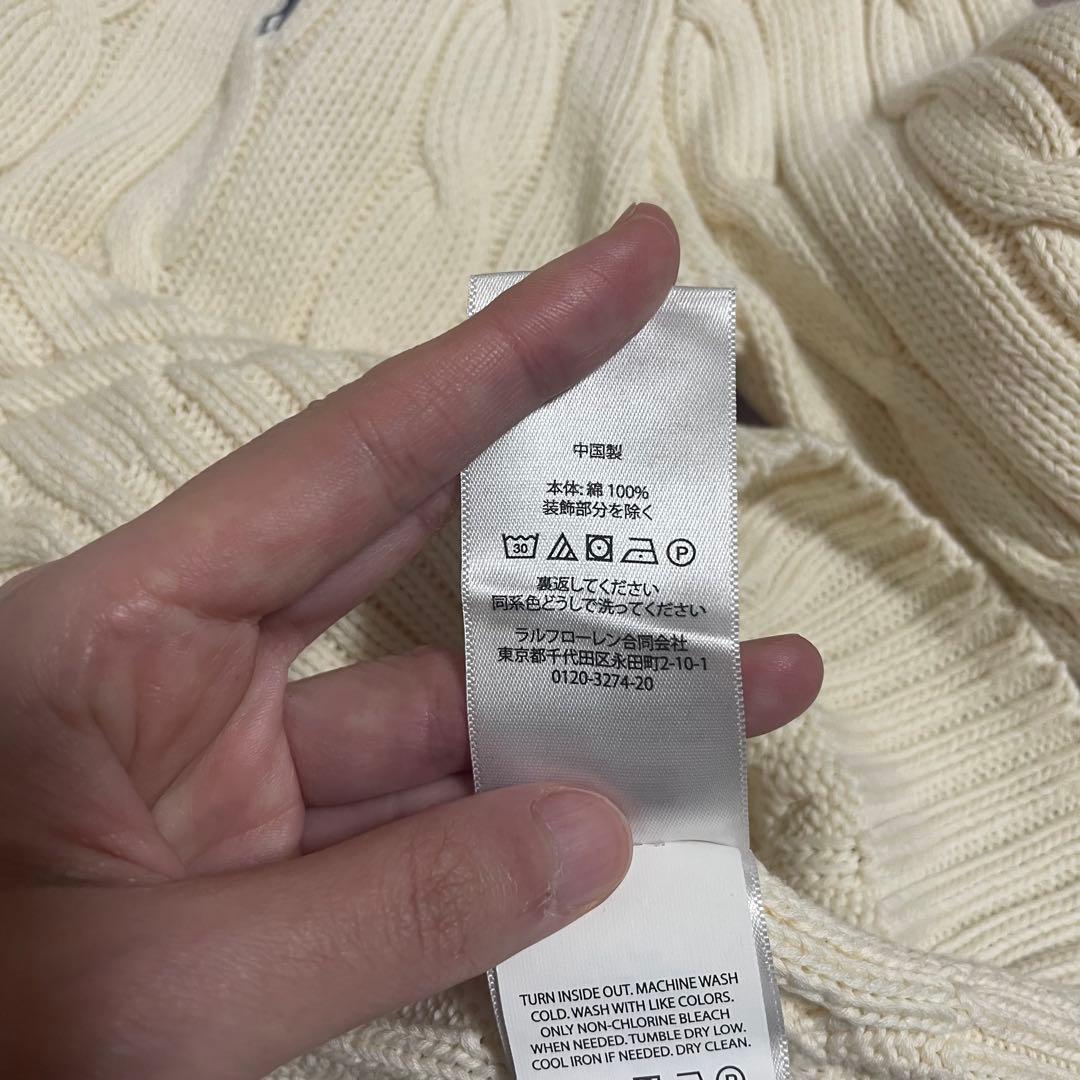 中国製
本体: 綿 100%
装飾部分を除く
30 P
裏返してください
同系色どうしで洗ってください
ラルフローレン合同会社
東京都千代田区永田町2-10-1
0120-3274-20
TURN INSIDE OUT. MACHINE WASH
COLD. WASH WITH LIKE COLORS.
ONLY NON-CHLORINE BLEACH
WHEN NEEDED. TUMBLE DRY LOW.
COOL IRON IF NEEDED. DRY CLEAN.
P